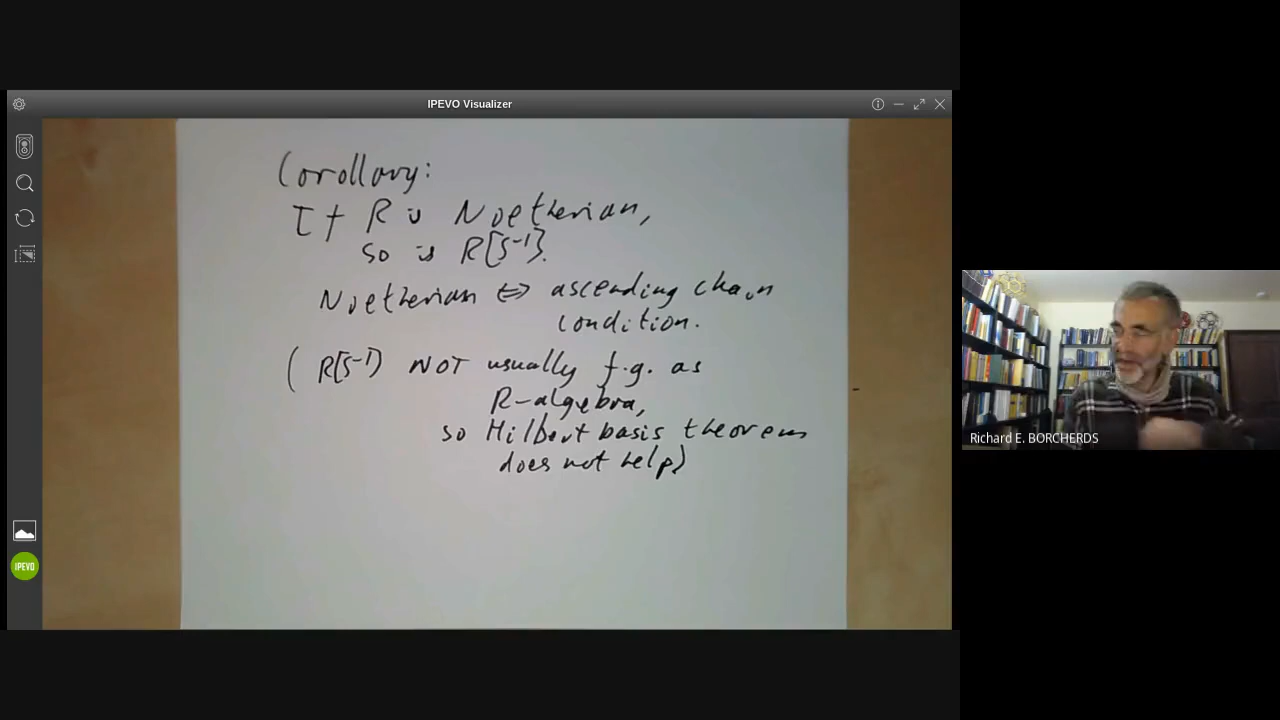 IPEVO Visualizer
Corollary:
If R is Noetherian,
so is R[S⁻¹].
Noetherian ⇔ ascending chain
condition.
( R[S⁻¹] NOT usually f.g. as
R-algebra,
so Hilbert basis theorem
does not help)
IPEVO
Richard E. BORCHERDS